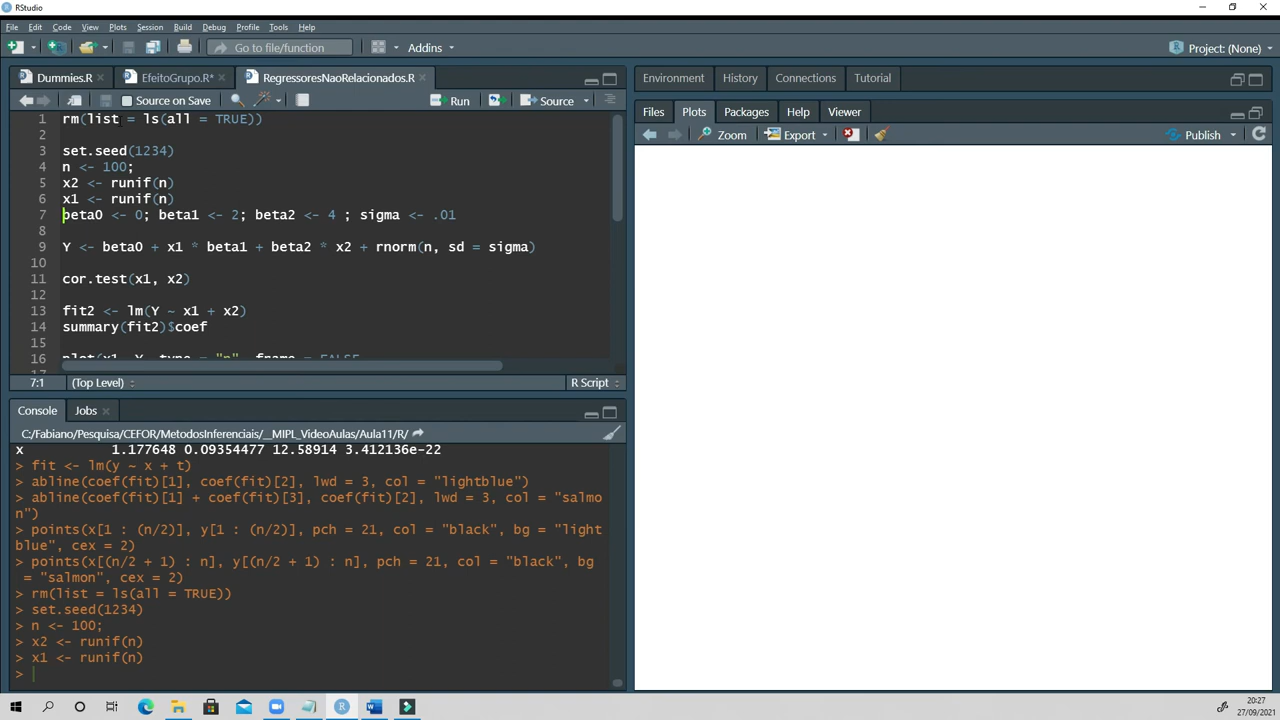 RStudio
File Edit Code View Plots Session Build Debug Profile Tools Help
Go to file/function Addins Project: (None)
Dummies.R EfeitoGrupo.R* RegressoresNaoRelacionados.R
Source on Save Run Source
1 rm(list = ls(all = TRUE))
2
3 set.seed(1234)
4 n <- 100;
5 x2 <- runif(n)
6 x1 <- runif(n)
7 beta0 <- 0; beta1 <- 2; beta2 <- 4 ; sigma <- .01
8
9 Y <- beta0 + x1 * beta1 + beta2 * x2 + rnorm(n, sd = sigma)
10
11 cor.test(x1, x2)
12
13 fit2 <- lm(Y ~ x1 + x2)
14 summary(fit2)$coef
15
16 plot(x1, Y, type = "n", frame = FALSE
17
7:1 (Top Level) R Script
Console Jobs
C:/Fabiano/Pesquisa/CEFOR/MetodosInferenciais/__MIPL_VideoAulas/Aula11/R/
x 1.177648 0.09354477 12.58914 3.412136e-22
> fit <- lm(y ~ x + t)
> abline(coef(fit)[1], coef(fit)[2], lwd = 3, col = "lightblue")
> abline(coef(fit)[1] + coef(fit)[3], coef(fit)[2], lwd = 3, col = "salmo
n")
> points(x[1 : (n/2)], y[1 : (n/2)], pch = 21, col = "black", bg = "light
blue", cex = 2)
> points(x[(n/2 + 1) : n], y[(n/2 + 1) : n], pch = 21, col = "black", bg
= "salmon", cex = 2)
> rm(list = ls(all = TRUE))
> set.seed(1234)
> n <- 100;
> x2 <- runif(n)
> x1 <- runif(n)
>
Environment History Connections Tutorial
Files Plots Packages Help Viewer
Zoom Export Publish
20:27
27/09/2021